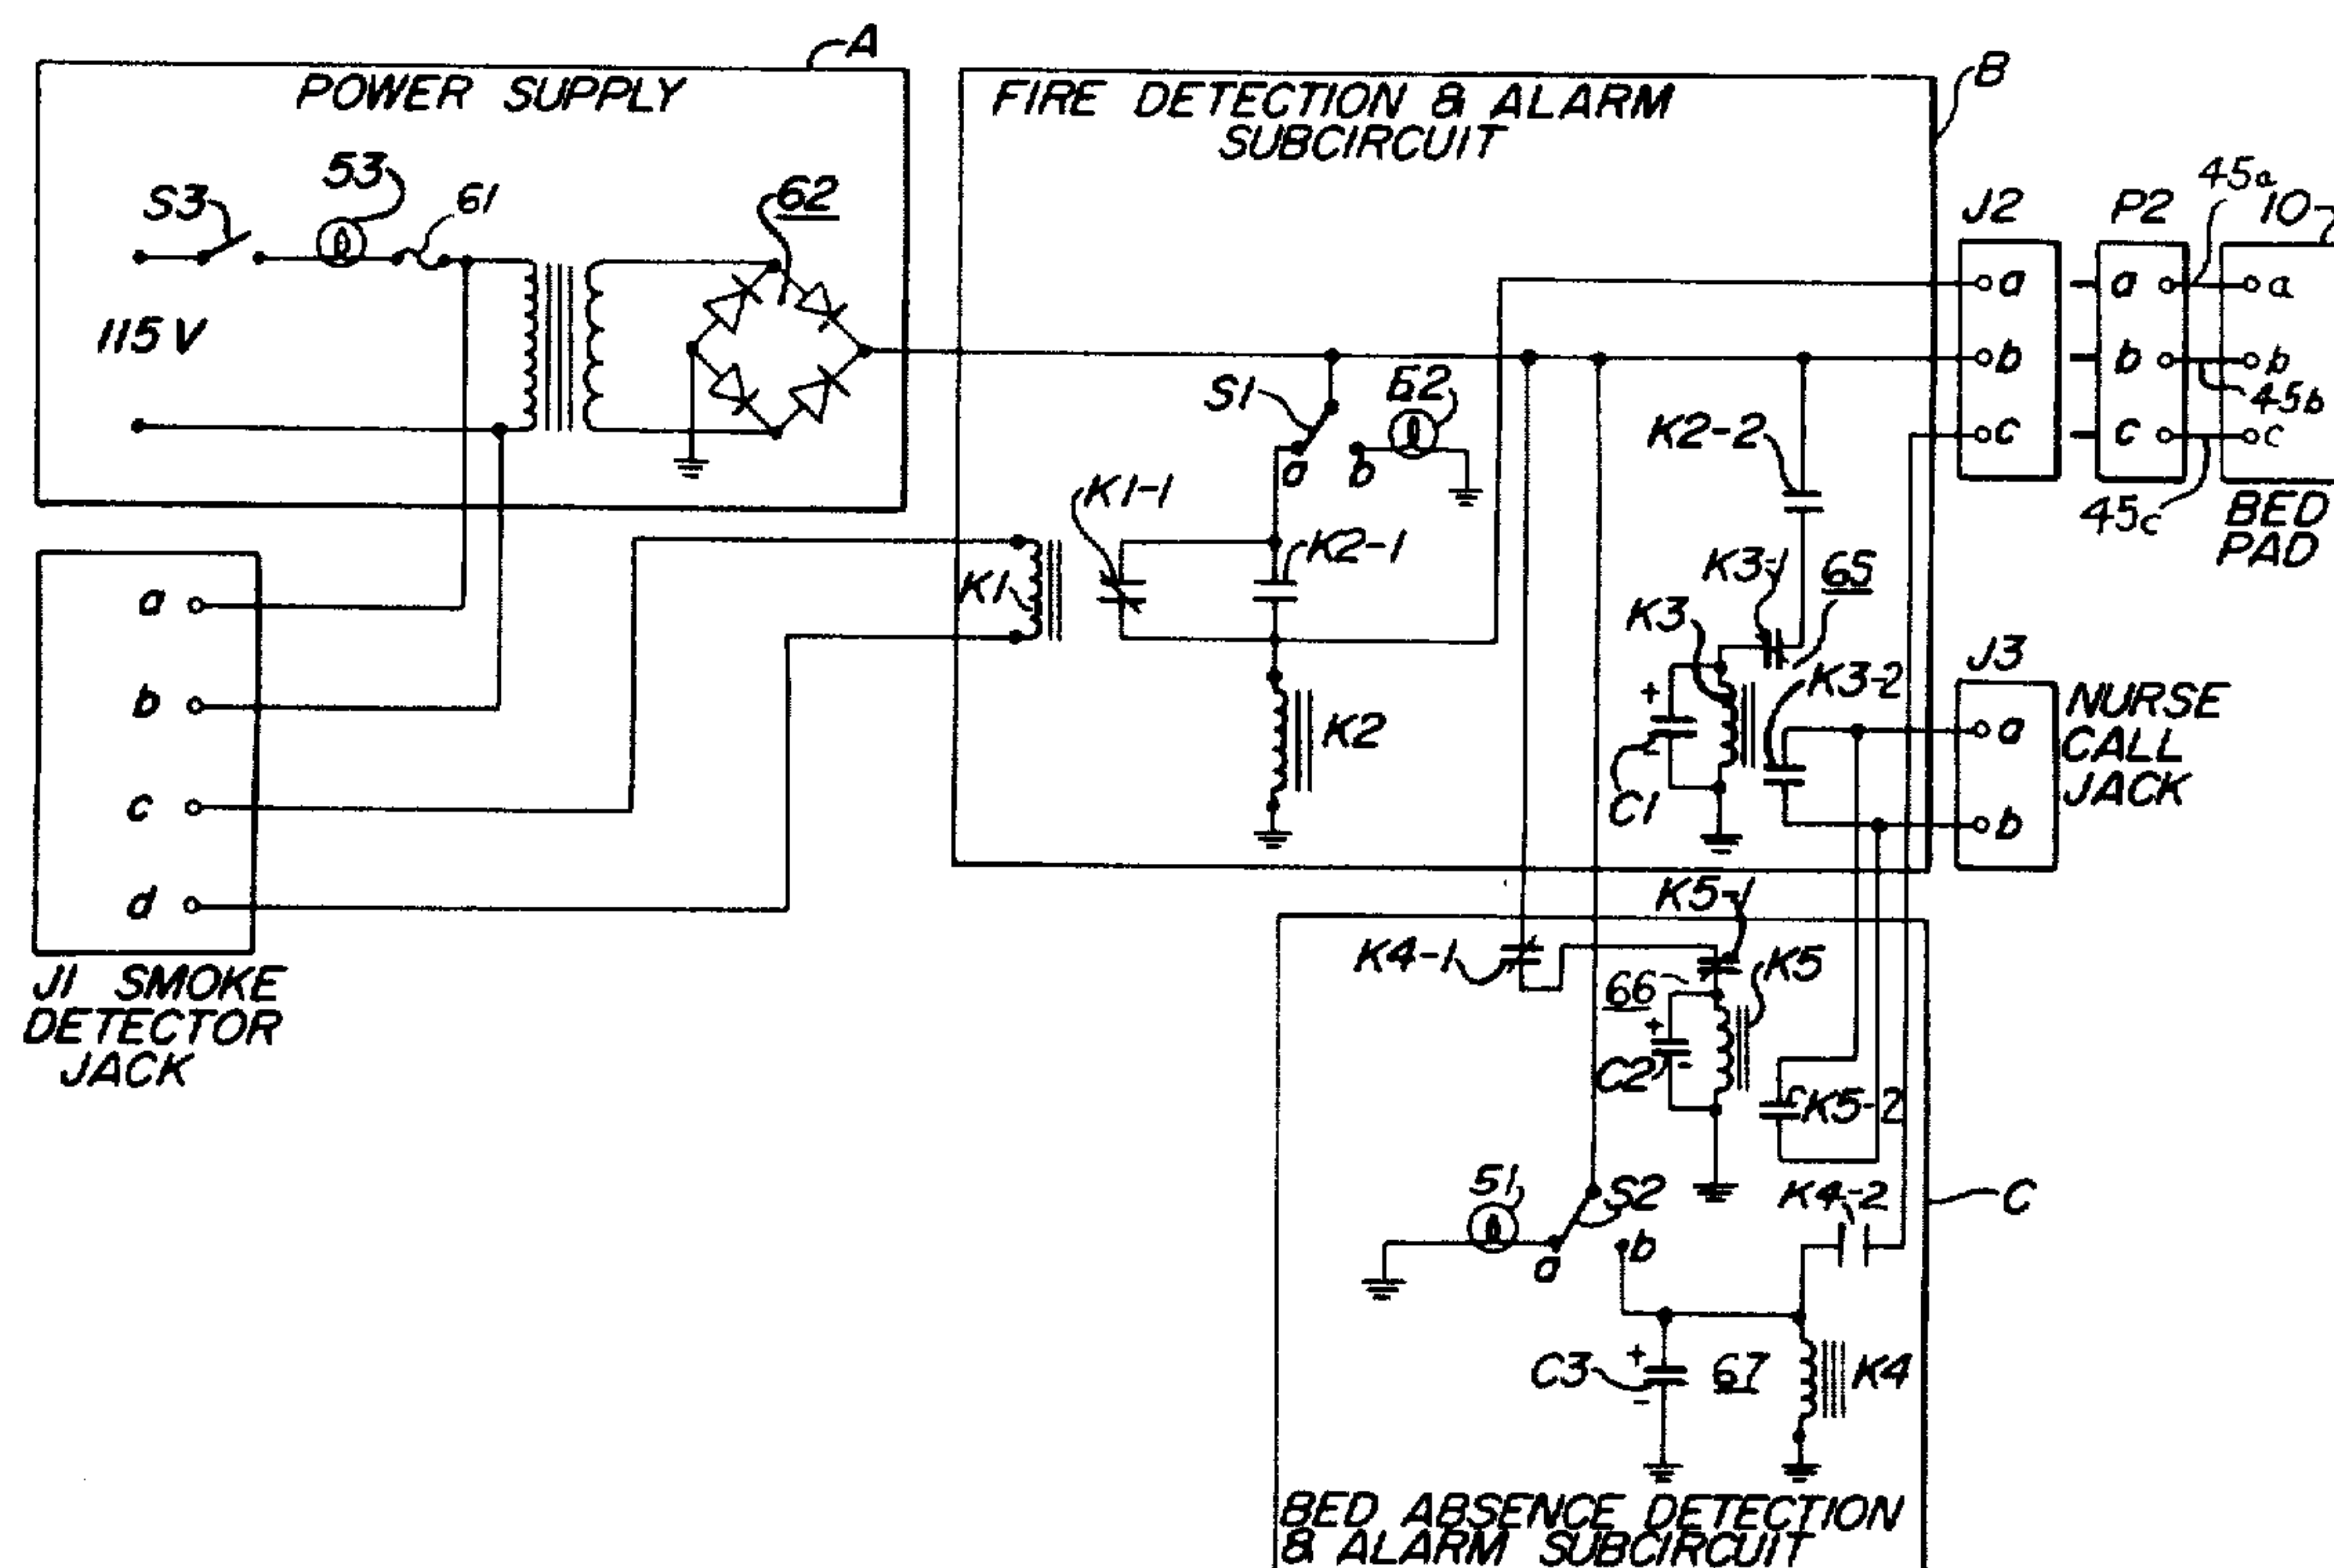 A
POWER SUPPLY
S3
53
61
62
115 V
FIRE DETECTION & ALARM
SUBCIRCUIT
B
J2
P2
45a
10
a
a
a
b
b
b
c
c
c
45b
45c
BED
PAD
S1
a
b
62
K2-2
K1-1
K2-1
K1
K2
K3-1
65
K3
K3-2
+
-
C1
J3
a
b
NURSE
CALL
JACK
a
b
c
d
J1 SMOKE
DETECTOR
JACK
K4-1
K5-1
66
K5
+
-
C2
K5-2
51
S2
a
b
K4-2
C
C3
+
-
67
K4
BED ABSENCE DETECTION
& ALARM SUBCIRCUIT